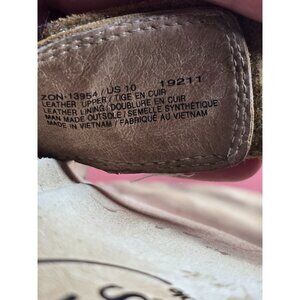 ZON-13954 / US 10 19211
LEATHER UPPER / TIGE EN CUIR
LEATHER LINING / DOUBLURE EN CUIR
MAN MADE OUTSOLE / SEMELLE SYNTHÉTIQUE
MADE IN VIETNAM / FABRIQUÉ AU VIETNAM